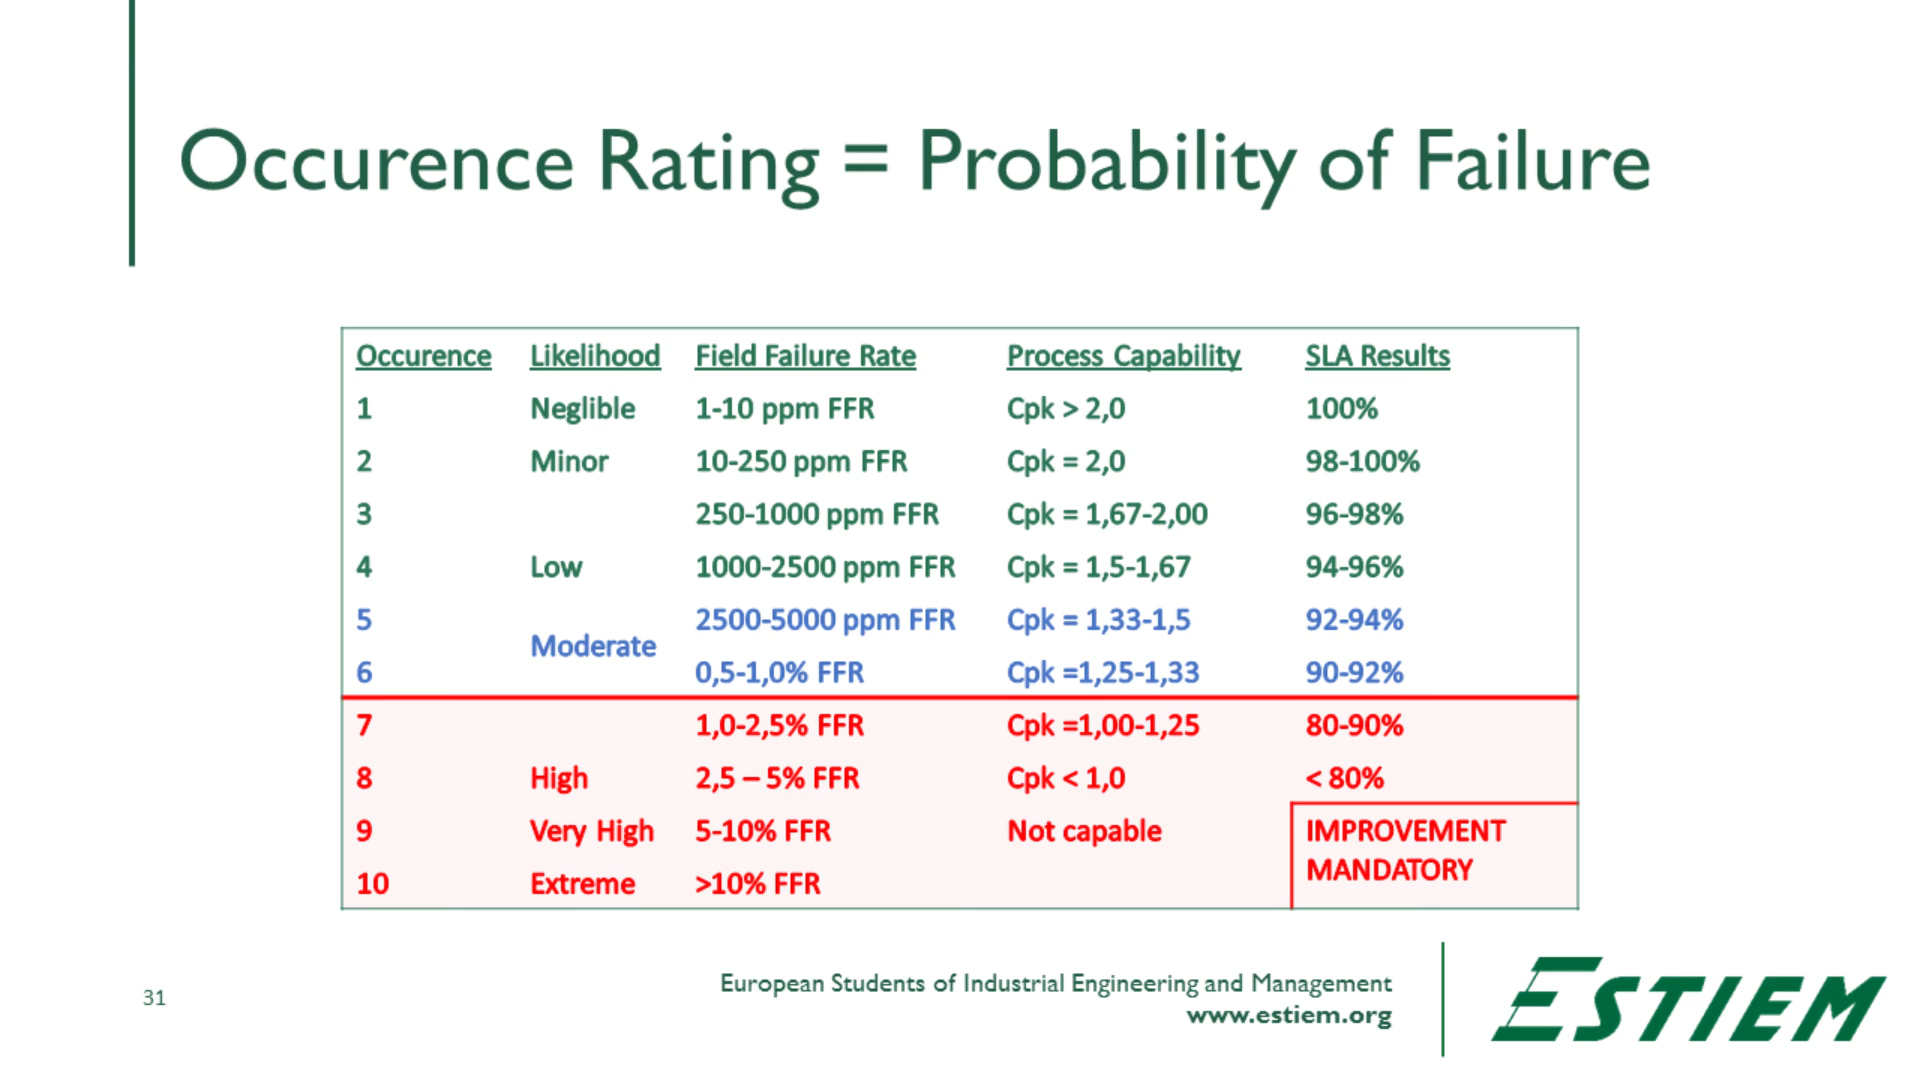 Occurence Rating = Probability of Failure
Occurence Likelihood Field Failure Rate Process Capability SLA Results
1 Neglible 1-10 ppm FFR Cpk > 2,0 100%
2 Minor 10-250 ppm FFR Cpk = 2,0 98-100%
3 250-1000 ppm FFR Cpk = 1,67-2,00 96-98%
4 Low 1000-2500 ppm FFR Cpk = 1,5-1,67 94-96%
5 2500-5000 ppm FFR Cpk = 1,33-1,5 92-94%
Moderate
6 0,5-1,0% FFR Cpk =1,25-1,33 90-92%
7 1,0-2,5% FFR Cpk =1,00-1,25 80-90%
8 High 2,5 – 5% FFR Cpk < 1,0 < 80%
9 Very High 5-10% FFR Not capable IMPROVEMENT
MANDATORY
10 Extreme >10% FFR
31
European Students of Industrial Engineering and Management
www.estiem.org
ESTIEM